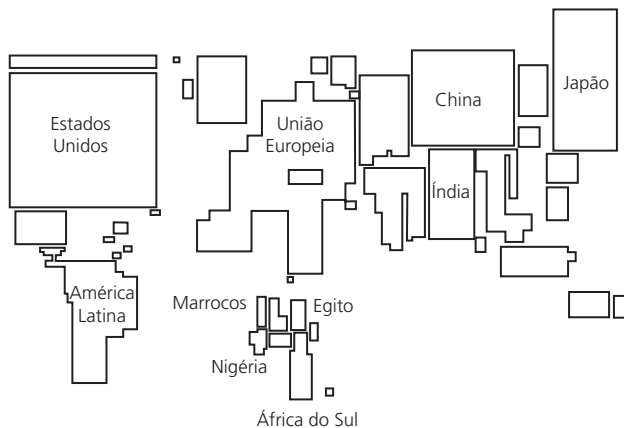 Estados
Unidos
União
Europeia
China
Japão
Índia
América
Latina
Marrocos
Egito
Nigéria
África do Sul